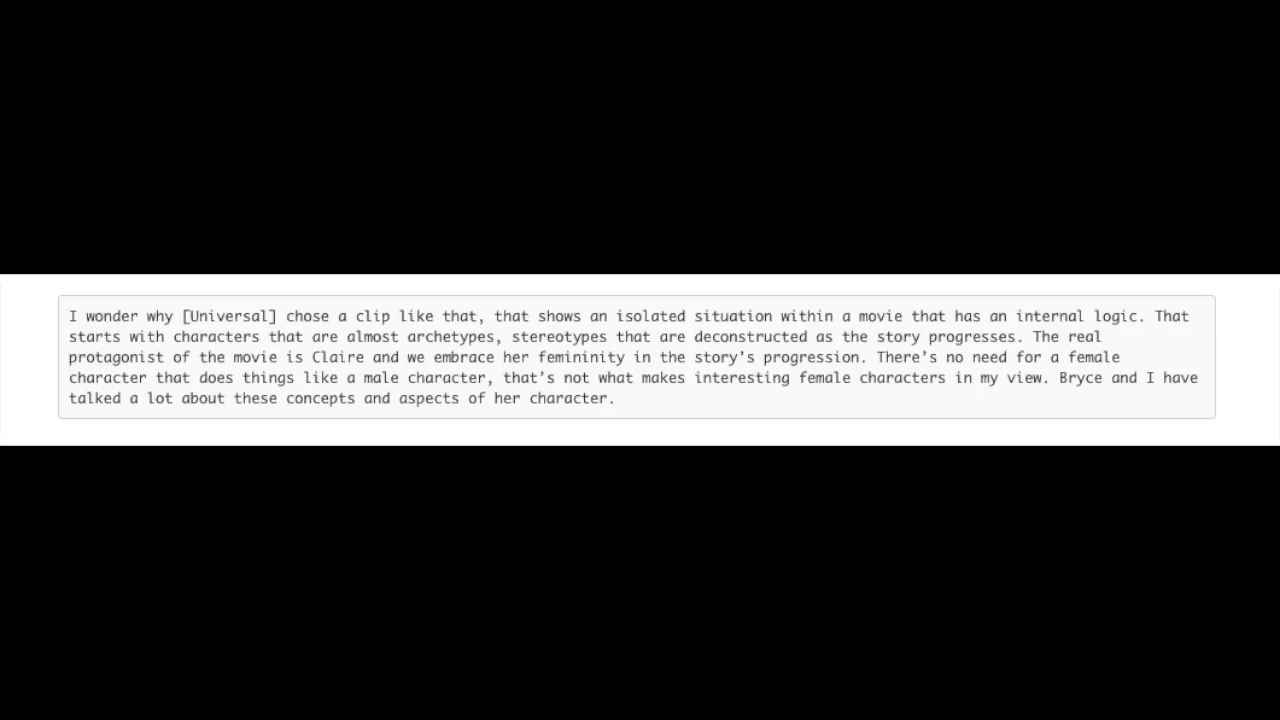 I wonder why [Universal] chose a clip like that, that shows an isolated situation within a movie that has an internal logic. That
starts with characters that are almost archetypes, stereotypes that are deconstructed as the story progresses. The real
protagonist of the movie is Claire and we embrace her femininity in the story’s progression. There’s no need for a female
character that does things like a male character, that’s not what makes interesting female characters in my view. Bryce and I have
talked a lot about these concepts and aspects of her character.